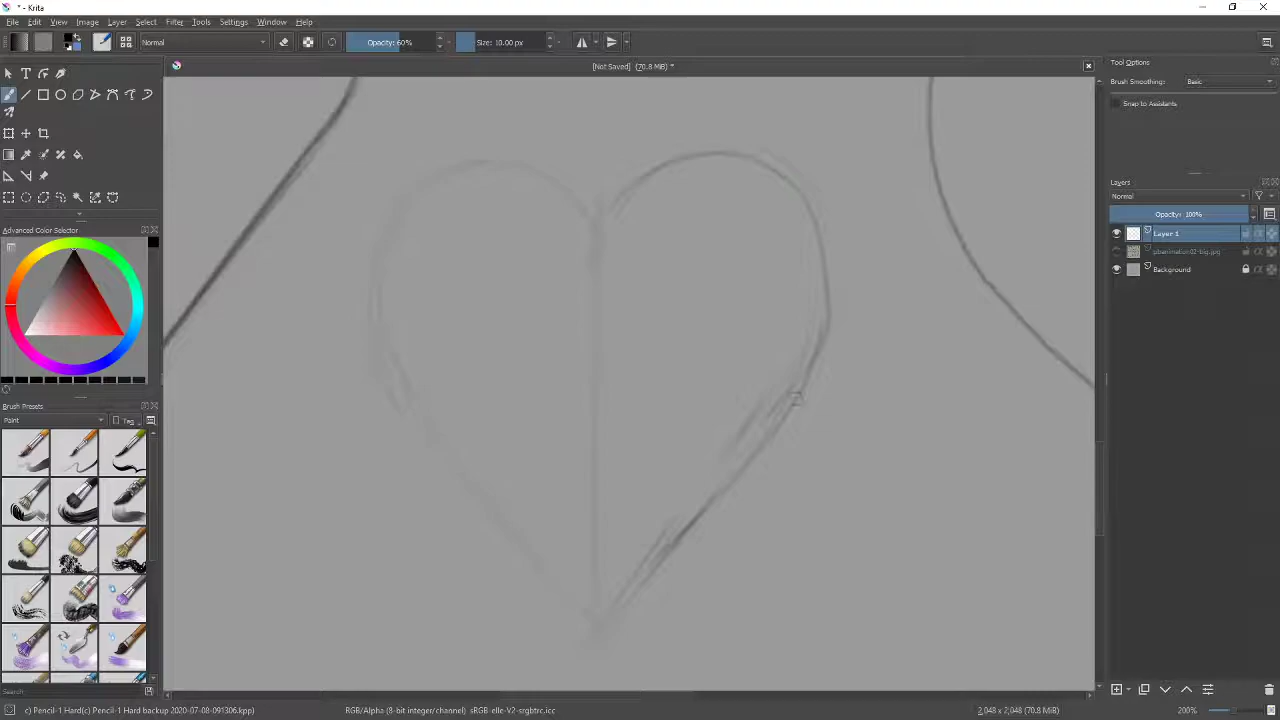 * - Krita
File Edit View Image Layer Select Filter Tools Settings Window Help
Normal Opacity: 60% Size: 10.00 px
[Not Saved] (70.8 MiB) *
Tool Options
Brush Smoothing: Basic
Snap to Assistants
Layers
Normal
Opacity: 100%
Layer 1
Background
Advanced Color Selector
Brush Presets
Paint Tag
Search
c) Pencil-1 Hard(c) Pencil-1 Hard backup 2020-07-08-091306.kpp) RGB/Alpha (8-bit integer/channel) sRGB-elle-V2-srgbtrc.icc 2,048 x 2,048 (70.8 MiB) 200%